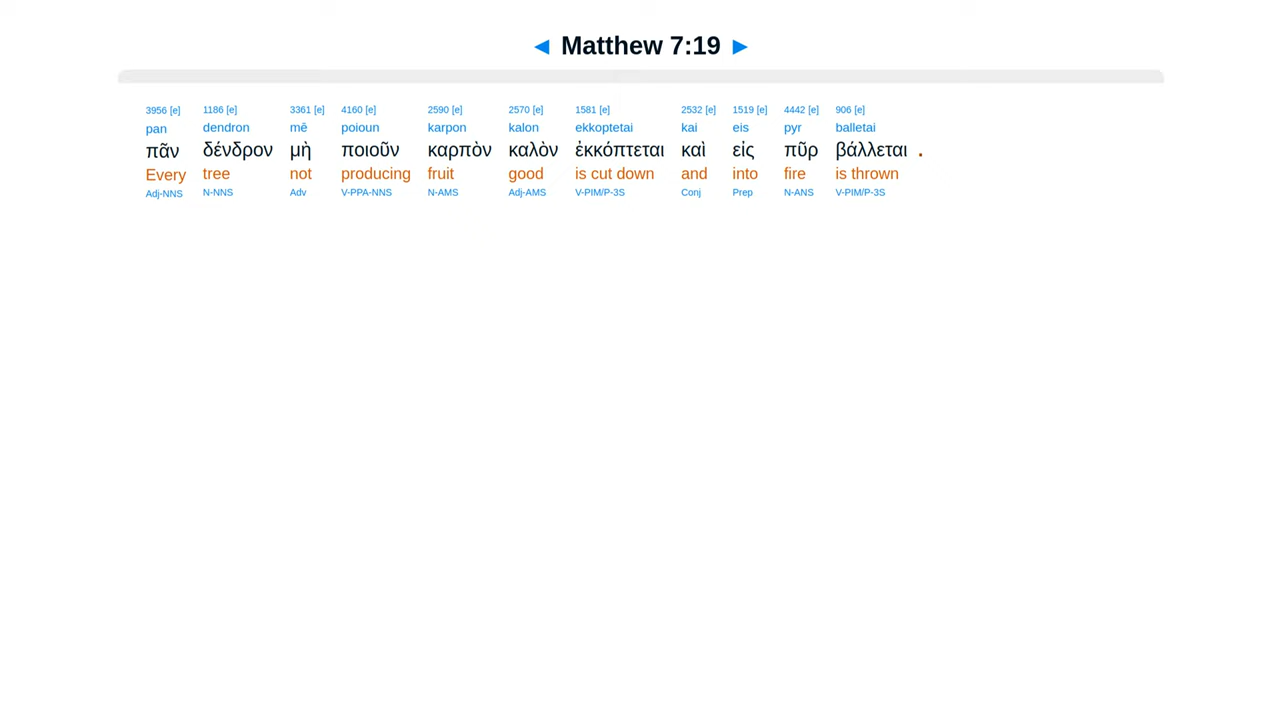 ◄ Matthew 7:19 ►
3956 [e] 1186 [e] 3361 [e] 4160 [e] 2590 [e] 2570 [e] 1581 [e] 2532 [e] 1519 [e] 4442 [e] 906 [e]
pan dendron mē poioun karpon kalon ekkoptetai kai eis pyr balletai
πᾶν δένδρον μὴ ποιοῦν καρπὸν καλὸν ἐκκόπτεται καὶ εἰς πῦρ βάλλεται .
Every tree not producing fruit good is cut down and into fire is thrown
Adj-NNS N-NNS Adv V-PPA-NNS N-AMS Adj-AMS V-PIM/P-3S Conj Prep N-ANS V-PIM/P-3S